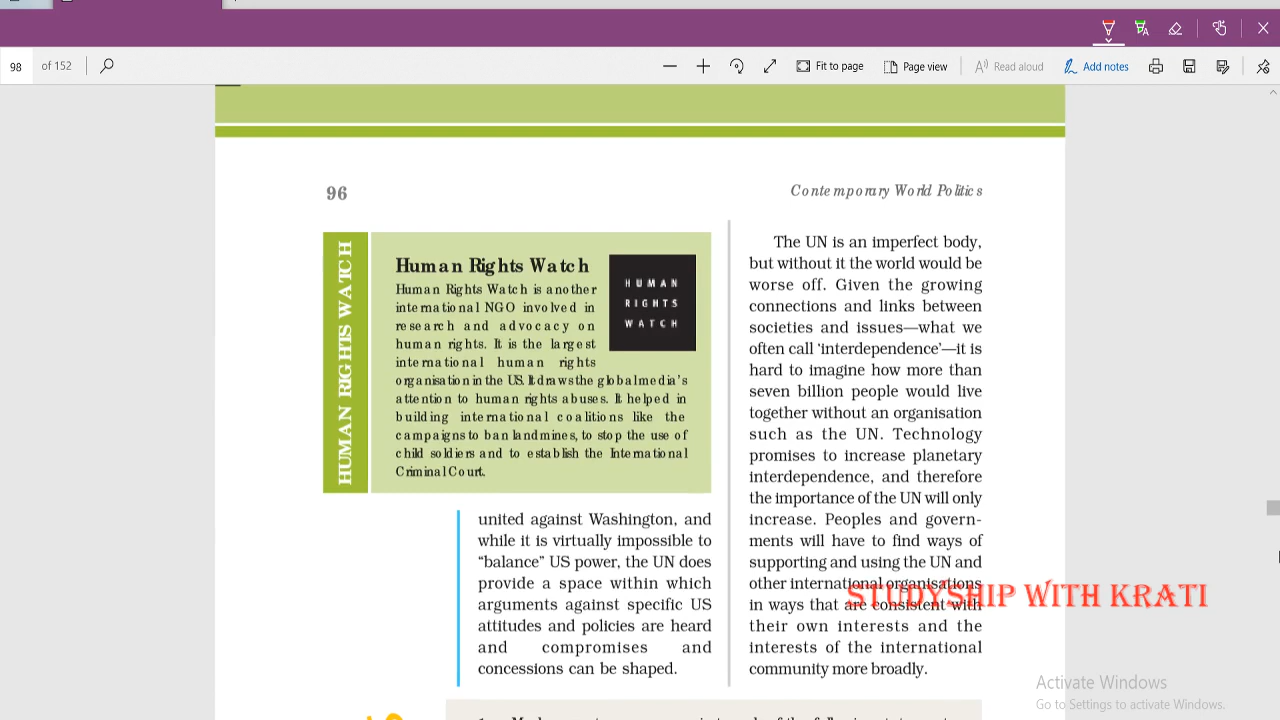 98 of 152 Fit to page Page view Read aloud Add notes
96
Contemporary World Politics
HUMAN RIGHTS WATCH
Human Rights Watch
Human Rights Watch is another
international NGO involved in
research and advocacy on
human rights. It is the largest
international human rights
organisation in the US. It draws the global media's
attention to human rights abuses. It helped in
building international coalitions like the
campaigns to ban landmines, to stop the use of
child soldiers and to establish the International
Criminal Court.
HUMAN
RIGHTS
WATCH
united against Washington, and
while it is virtually impossible to
“balance” US power, the UN does
provide a space within which
arguments against specific US
attitudes and policies are heard
and compromises and
concessions can be shaped.
The UN is an imperfect body,
but without it the world would be
worse off. Given the growing
connections and links between
societies and issues—what we
often call ‘interdependence’—it is
hard to imagine how more than
seven billion people would live
together without an organisation
such as the UN. Technology
promises to increase planetary
interdependence, and therefore
the importance of the UN will only
increase. Peoples and govern-
ments will have to find ways of
supporting and using the UN and
other international organisations
in ways that are consistent with
their own interests and the
interests of the international
community more broadly.
STUDYSHIP WITH KRATI
Activate Windows
Go to Settings to activate Windows.